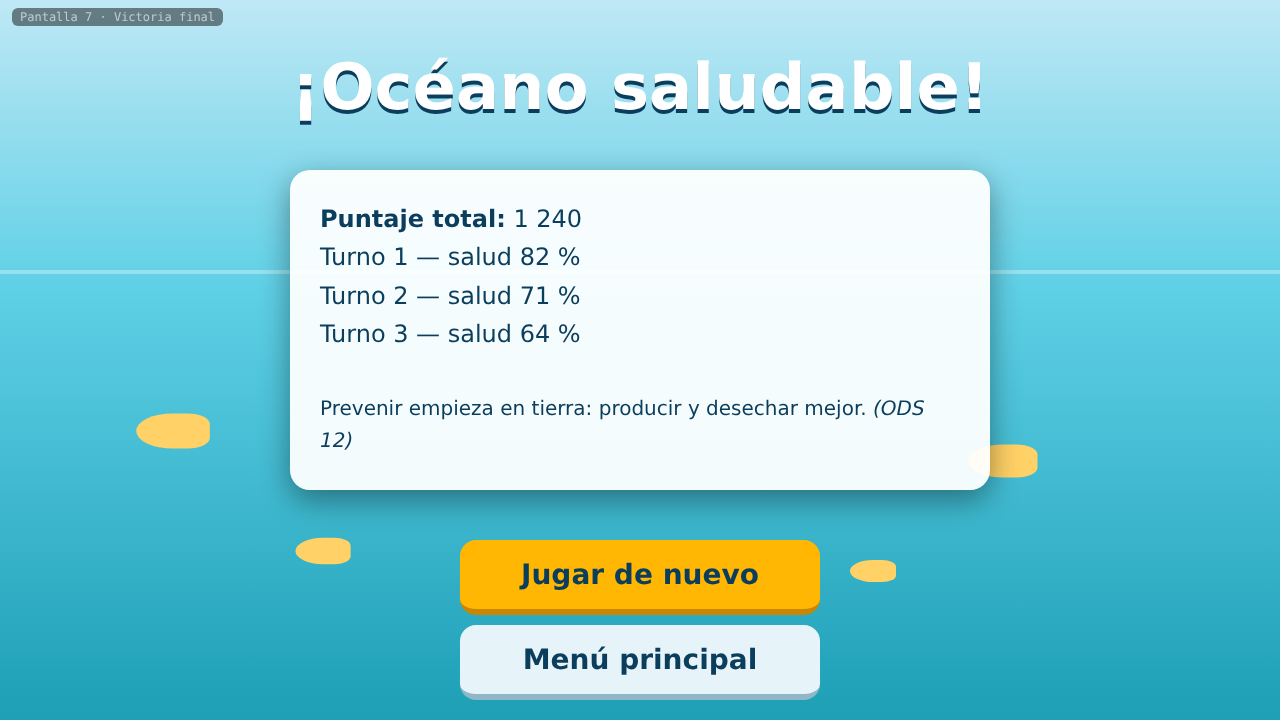 Pantalla 7 · Victoria final
¡Océano saludable!
Puntaje total: 1 240
Turno 1 — salud 82 %
Turno 2 — salud 71 %
Turno 3 — salud 64 %
Prevenir empieza en tierra: producir y desechar mejor. (ODS
12)
Jugar de nuevo
Menú principal